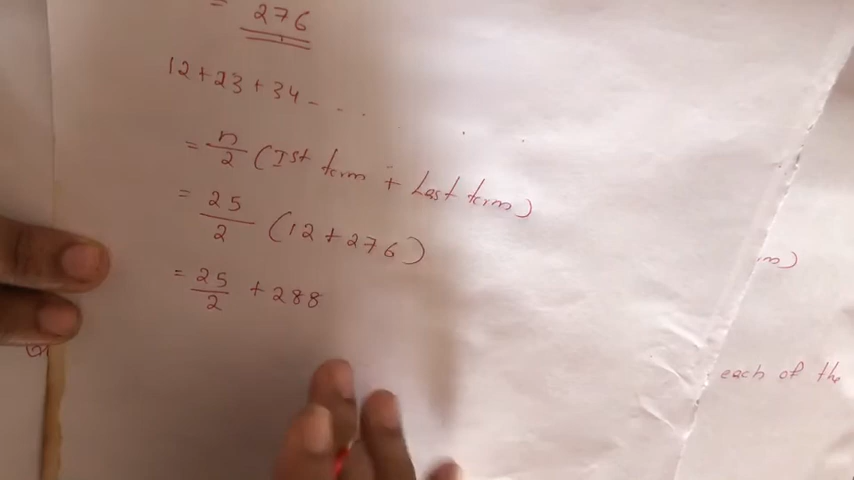 = 276
12+23+34- . . .
= n/2 (Ist term + Last term)
= 25/2 (12+276)
= 25/2 + 288
each of the